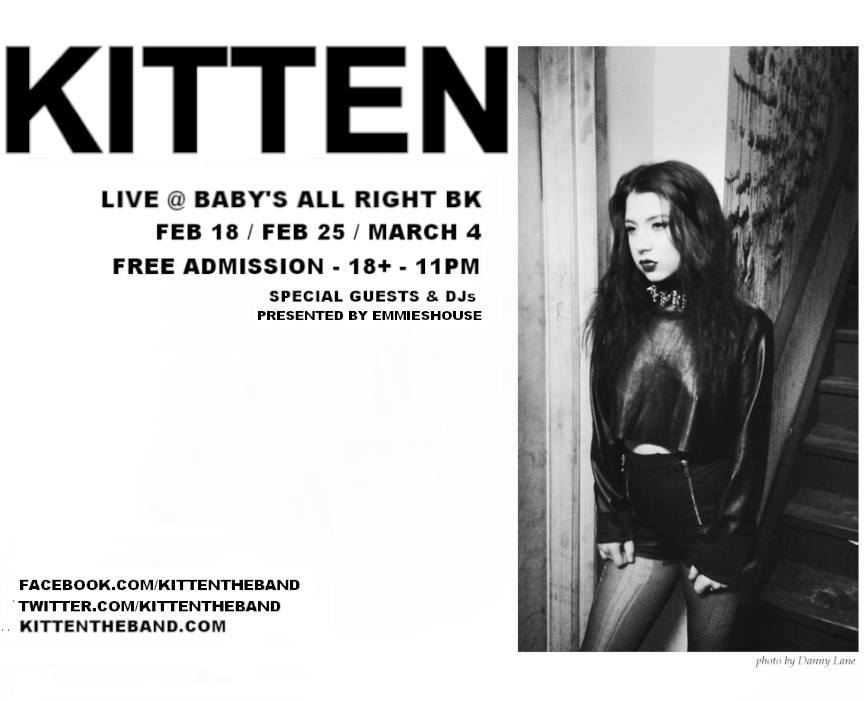 KITTEN
LIVE @ BABY'S ALL RIGHT BK
FEB 18 / FEB 25 / MARCH 4
FREE ADMISSION - 18+ - 11PM
SPECIAL GUESTS & DJs
PRESENTED BY EMMIESHOUSE
FACEBOOK.COM/KITTENTHEBAND
TWITTER.COM/KITTENTHEBAND
KITTENTHEBAND.COM
photo by Danny Lane